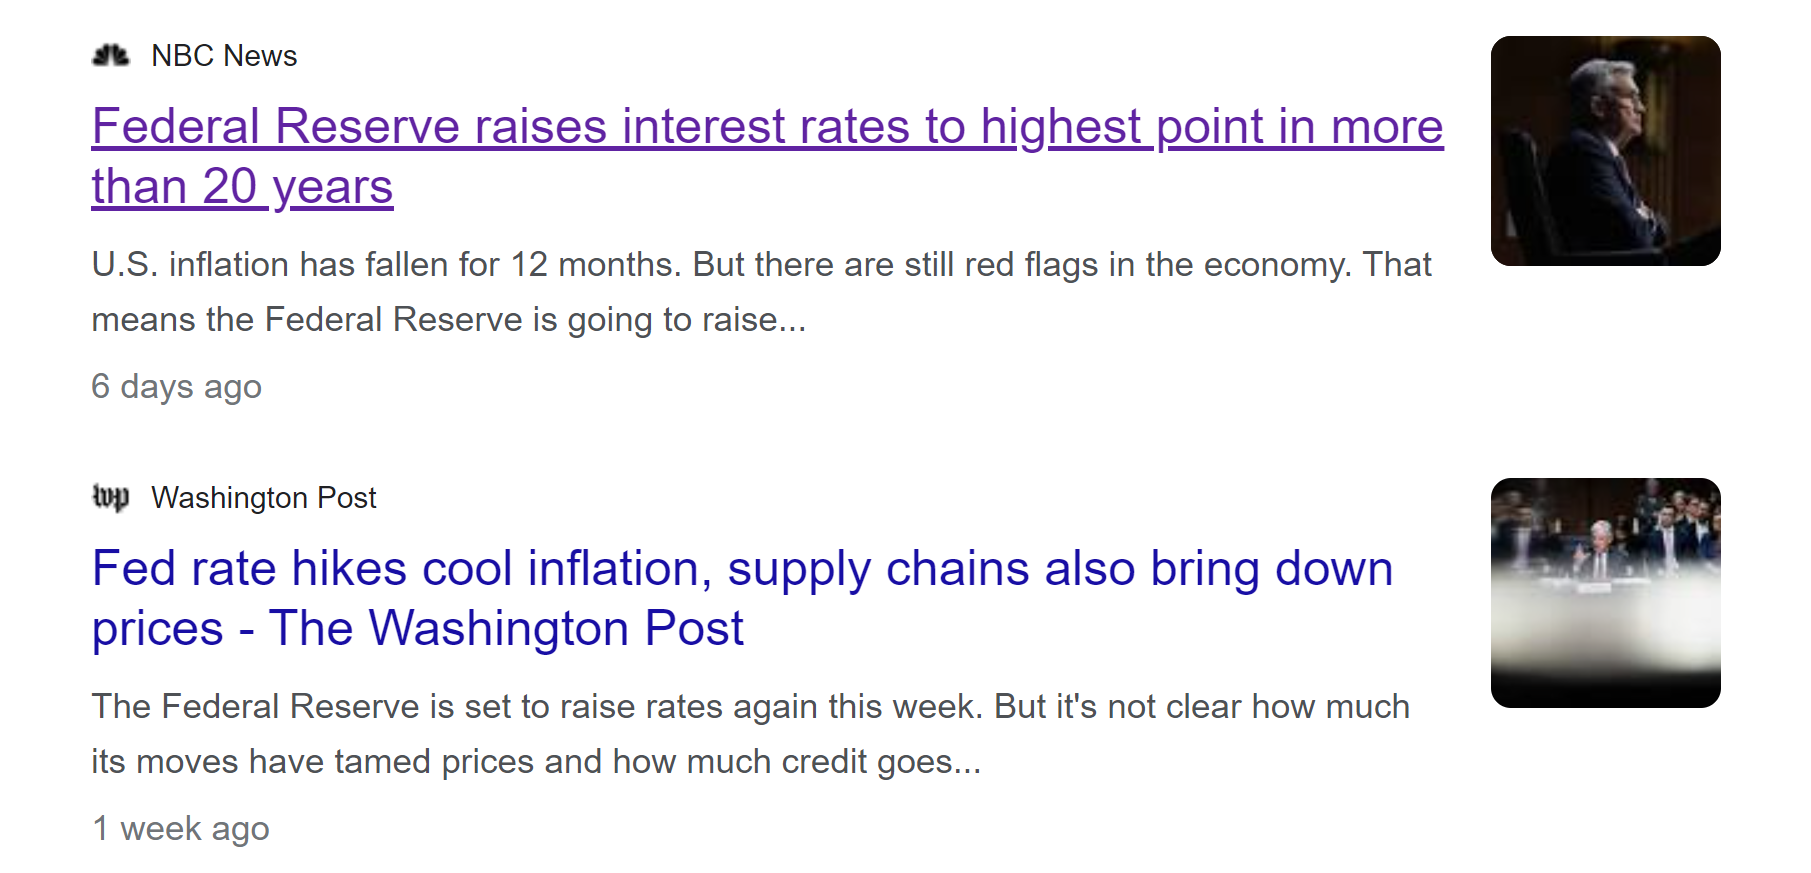 NBC News
Federal Reserve raises interest rates to highest point in more
than 20 years
U.S. inflation has fallen for 12 months. But there are still red flags in the economy. That
means the Federal Reserve is going to raise...
6 days ago
wp Washington Post
Fed rate hikes cool inflation, supply chains also bring down
prices - The Washington Post
The Federal Reserve is set to raise rates again this week. But it's not clear how much
its moves have tamed prices and how much credit goes...
1 week ago